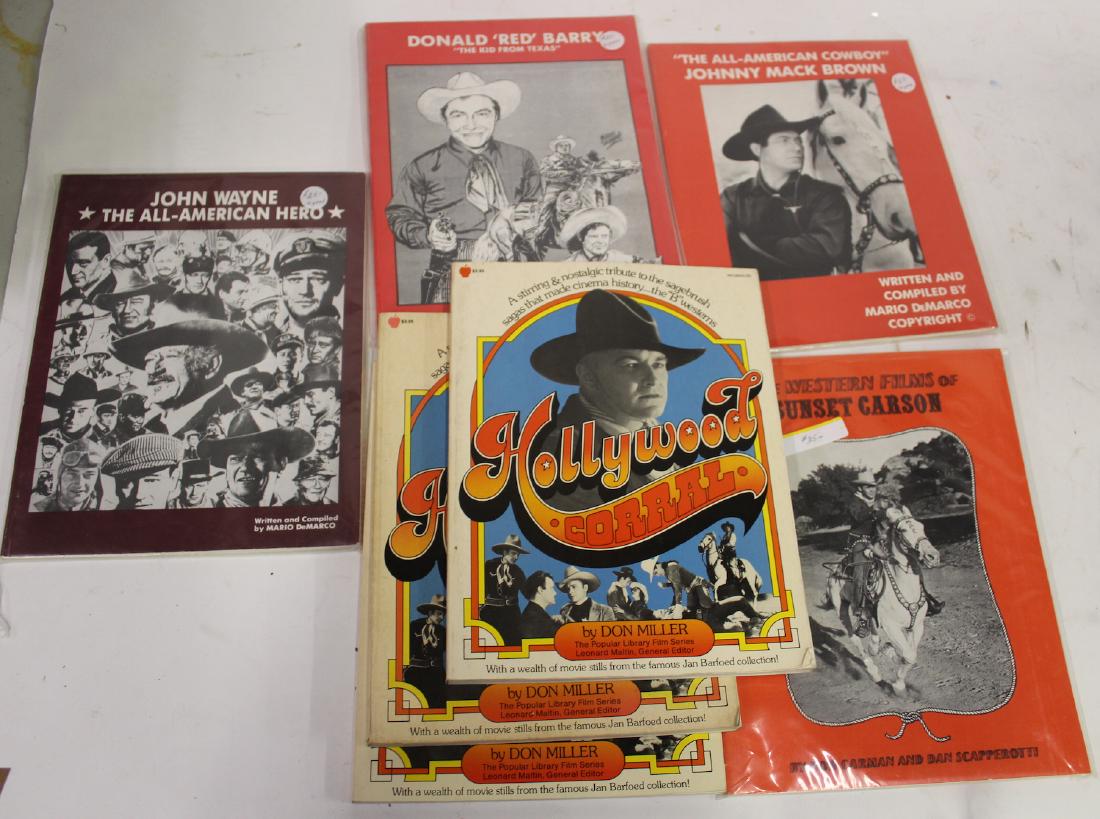 JOHN WAYNE
★ THE ALL-AMERICAN HERO ★
Written and Compiled
by MARIO DeMARCO
DONALD 'RED' BARRY
"THE KID FROM TEXAS"
"THE ALL-AMERICAN COWBOY"
JOHNNY MACK BROWN
WRITTEN AND
COMPILED BY
MARIO DeMARCO
COPYRIGHT ©
$3.95
A stirring & nostalgic tribute to the sagebrush
sagas that made cinema history...the "B" westerns
Hollywood
CORRAL
by DON MILLER
The Popular Library Film Series
Leonard Maltin, General Editor
With a wealth of movie stills from the famous Jan Barfoed collection!
$3.95
A
H
by DON MILLER
The Popular Library Film Series
Leonard Maltin, General Editor
With a wealth of movie stills from the famous Jan Barfoed collection!
by DON MILLER
The Popular Library Film Series
Leonard Maltin, General Editor
With a wealth of movie stills from the famous Jan Barfoed collection!
WESTERN FILMS OF
SUNSET CARSON
$35-
CARMAN AND DAN SCAPPEROTTI